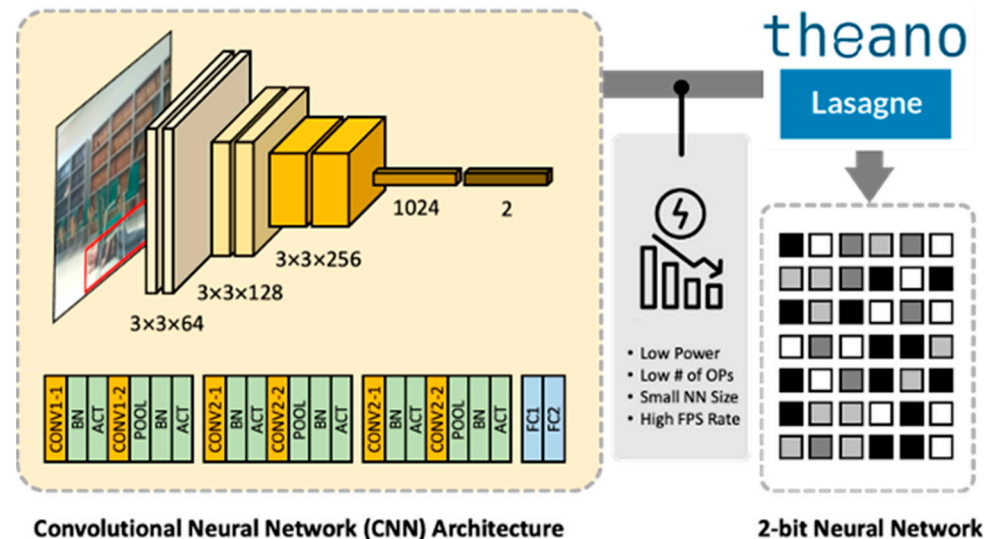 theano
Lasagne
1024
2
3×3×256
3×3×128
3×3×64
• Low Power
• Low # of OPs
• Small NN Size
• High FPS Rate
CONV1-1
BN
ACT
CONV1-2
POOL
BN
ACT
CONV2-1
BN
ACT
CONV2-2
POOL
BN
ACT
CONV2-1
BN
ACT
CONV2-2
POOL
BN
ACT
FC1
FC2
Convolutional Neural Network (CNN) Architecture
2-bit Neural Network